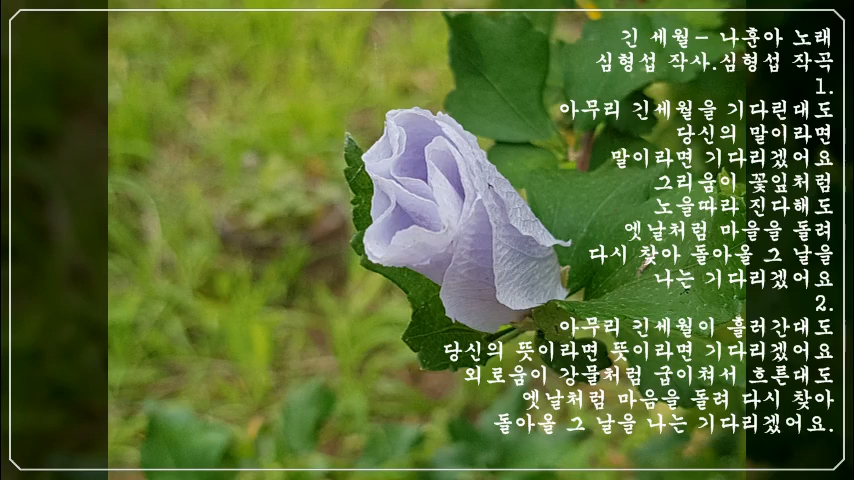 긴 세월 - 나훈아 노래
심형섭 작사.심형섭 작곡
1.
아무리 긴세월을 기다린대도
당신의 말이라면
말이라면 기다리겠어요
그리움이 꽃잎처럼
노을따라 진다해도
옛날처럼 마을을 돌려
다시 찾아 돌아올 그 날을
나는 기다리겠어요
2.
아무리 긴세월이 흘러간대도
당신의 뜻이라면 뜻이라면 기다리겠어요
외로움이 강물처럼 굽이쳐서 흐른대도
옛날처럼 마음을 돌려 다시 찾아
돌아올 그 날을 나는 기다리겠어요.